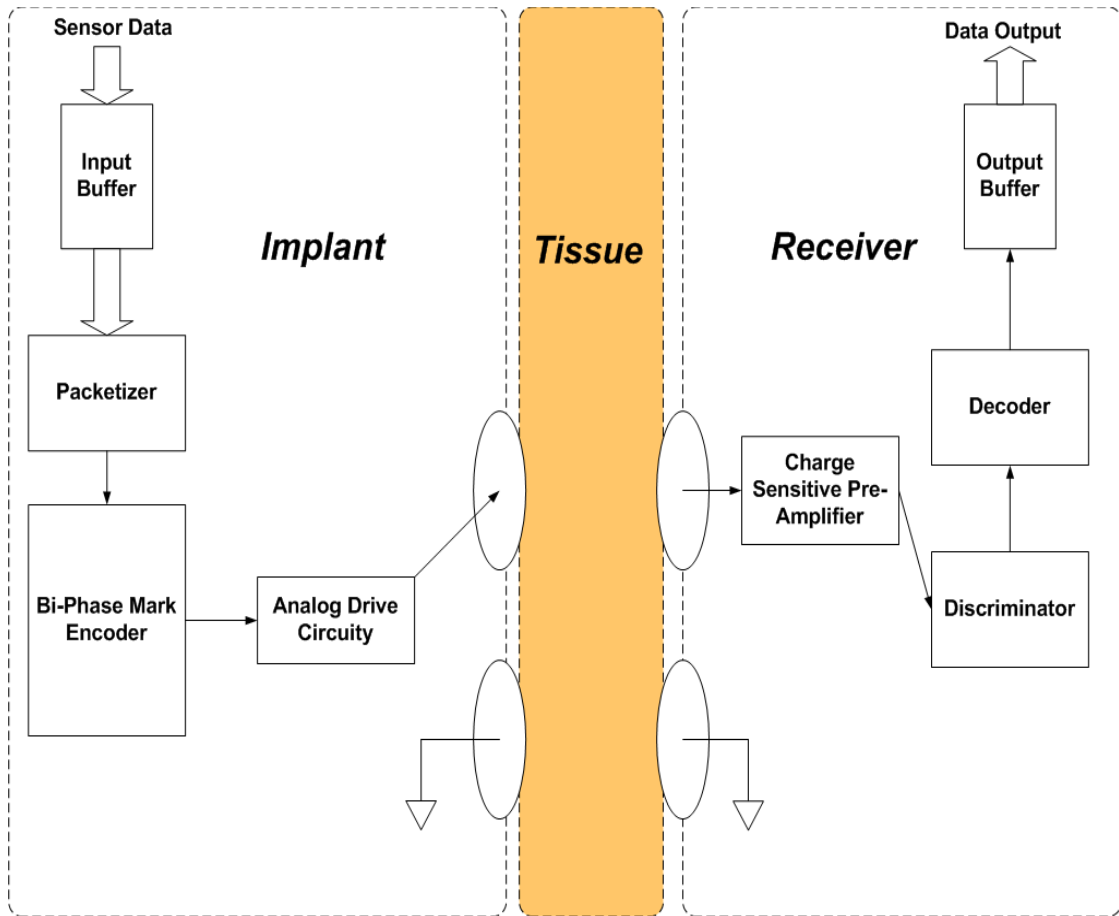 Sensor Data
Input
Buffer
Implant
Packetizer
Bi-Phase Mark
Encoder
Analog Drive
Circuity
Tissue
Data Output
Output
Buffer
Receiver
Decoder
Charge
Sensitive Pre-
Amplifier
Discriminator